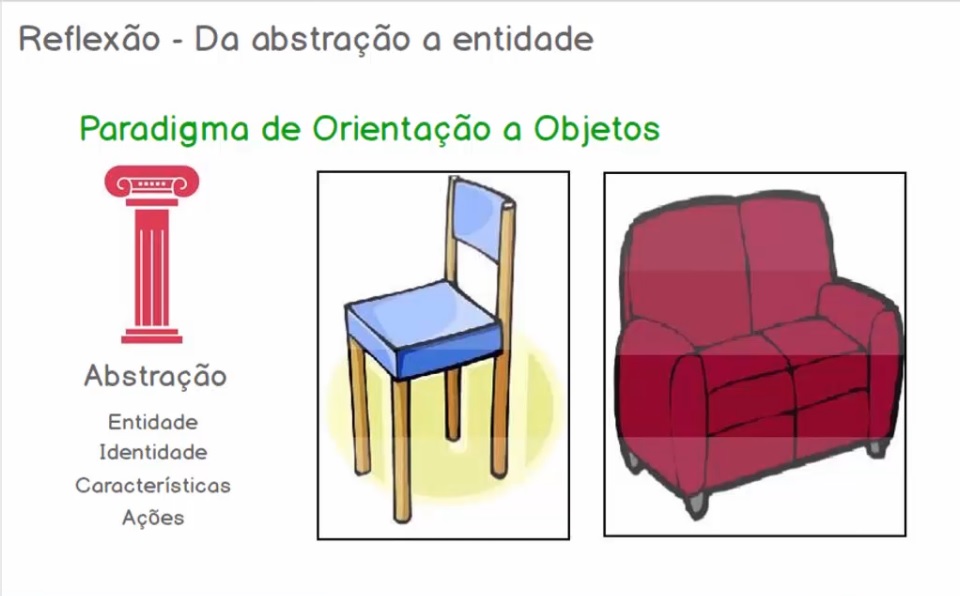 Reflexão - Da abstração a entidade
Paradigma de Orientação a Objetos
Abstração
Entidade
Identidade
Características
Ações